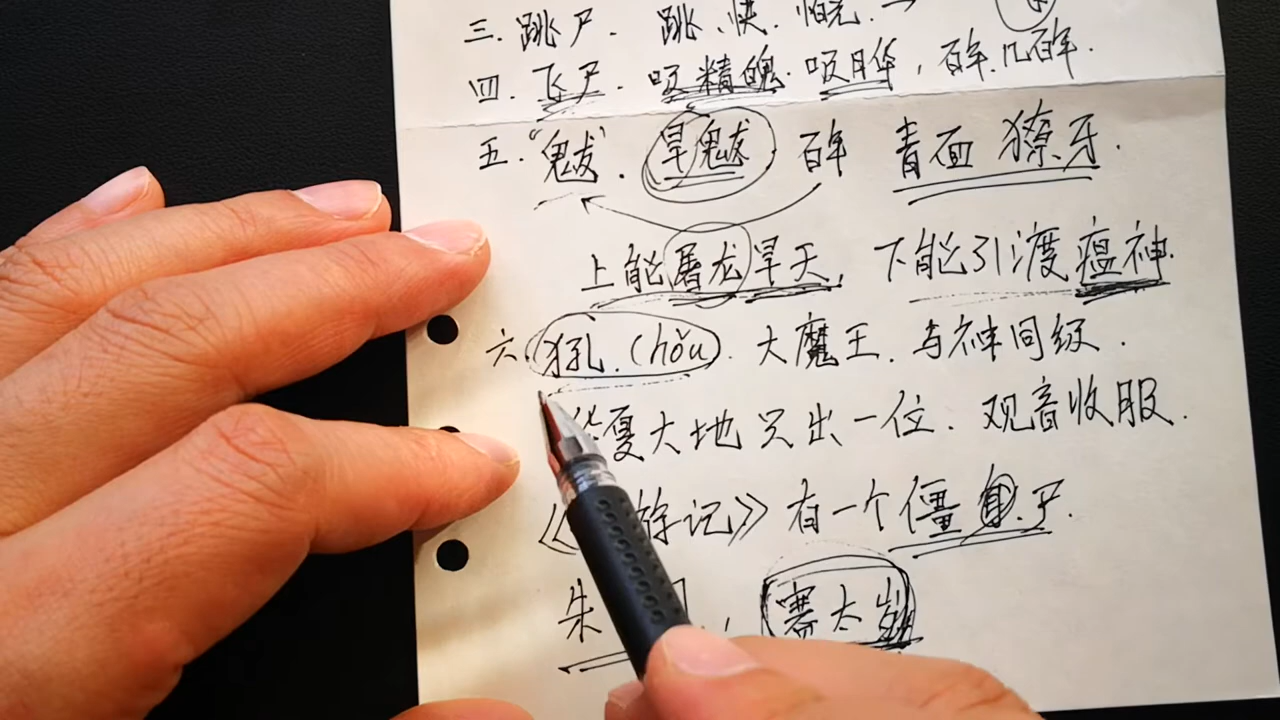 三.跳尸. 跳、快、怕光.→
四.飞尸.吸精魄.吸月华,百年.几百年.
五.“魃”.旱魃 百年 青面獠牙.
上能屠龙旱天,下能引渡瘟神.
六.犼.(hǒu).大魔王.与神同级.
华夏大地只出一位.观音收服.
《 游记》有一个僵 尸.
朱 , 赛太岁